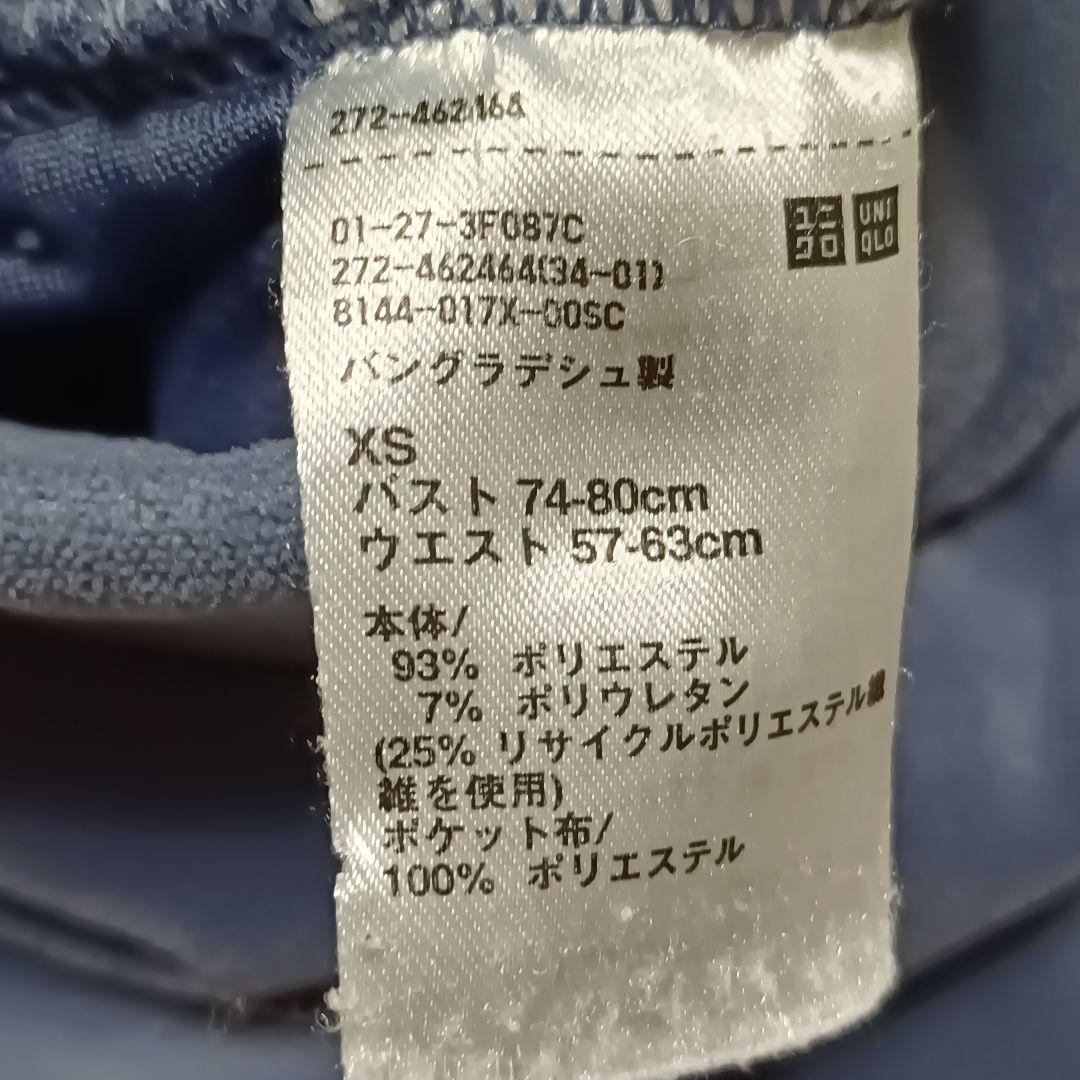 272-462464
01-27-3F087C
ユニクロ
UNIQLO
272-462464(34-01)
8144-017X-00SC
バングラデシュ製
XS
バスト 74-80cm
ウエスト 57-63cm
本体/
93% ポリエステル
7% ポリウレタン
(25% リサイクルポリエステル繊
維を使用)
ポケット布/
100% ポリエステル